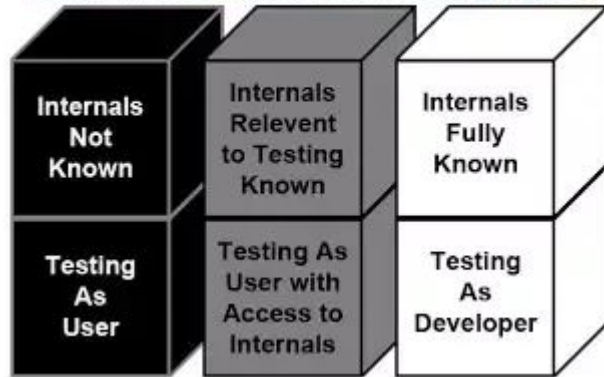 Internals
Not
Known
Internals
Relevent
to Testing
Known
Internals
Fully
Known
Testing
As
User
Testing As
User with
Access to
Internals
Testing
As
Developer